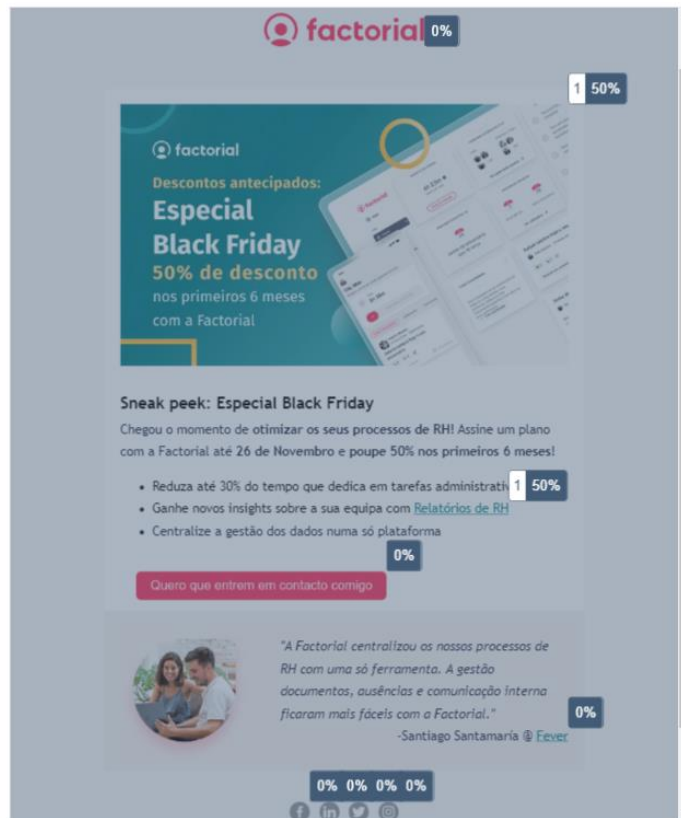 factorial 0%
1 50%
factorial
Descontos antecipados:
Especial
Black Friday
50% de desconto
nos primeiros 6 meses
com a Factorial
Sneak peek: Especial Black Friday
Chegou o momento de otimizar os seus processos de RH! Assine um plano
com a Factorial até 26 de Novembro e poupe 50% nos primeiros 6 meses!
• Reduza até 30% do tempo que dedica em tarefas administrativ 1 50%
• Ganhe novos insights sobre a sua equipa com Relatórios de RH
• Centralize a gestão dos dados numa só plataforma
0%
Quero que entrem em contacto comigo
"A Factorial centralizou os nossos processos de
RH com uma só ferramenta. A gestão
documentos, ausências e comunicação interna
ficaram mais fáceis com a Factorial."
0%
-Santiago Santamaría @ Fever
0% 0% 0% 0%